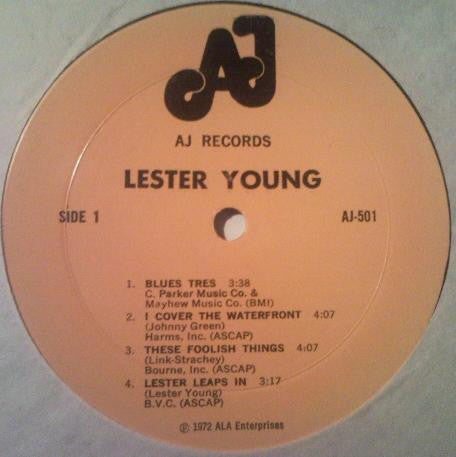 AJ
AJ RECORDS
LESTER YOUNG
SIDE 1
AJ-501
1. BLUES TRES 3:38
C. Parker Music Co. &
Mayhew Music Co. (BMI)
2. I COVER THE WATERFRONT 4:07
(Johnny Green)
Harms, Inc. (ASCAP)
3. THESE FOOLISH THINGS 4:07
(Link-Strachey)
Bourne, Inc. (ASCAP)
4. LESTER LEAPS IN 3:17
(Lester Young)
B.V.C. (ASCAP)
℗ 1972 ALA Enterprises